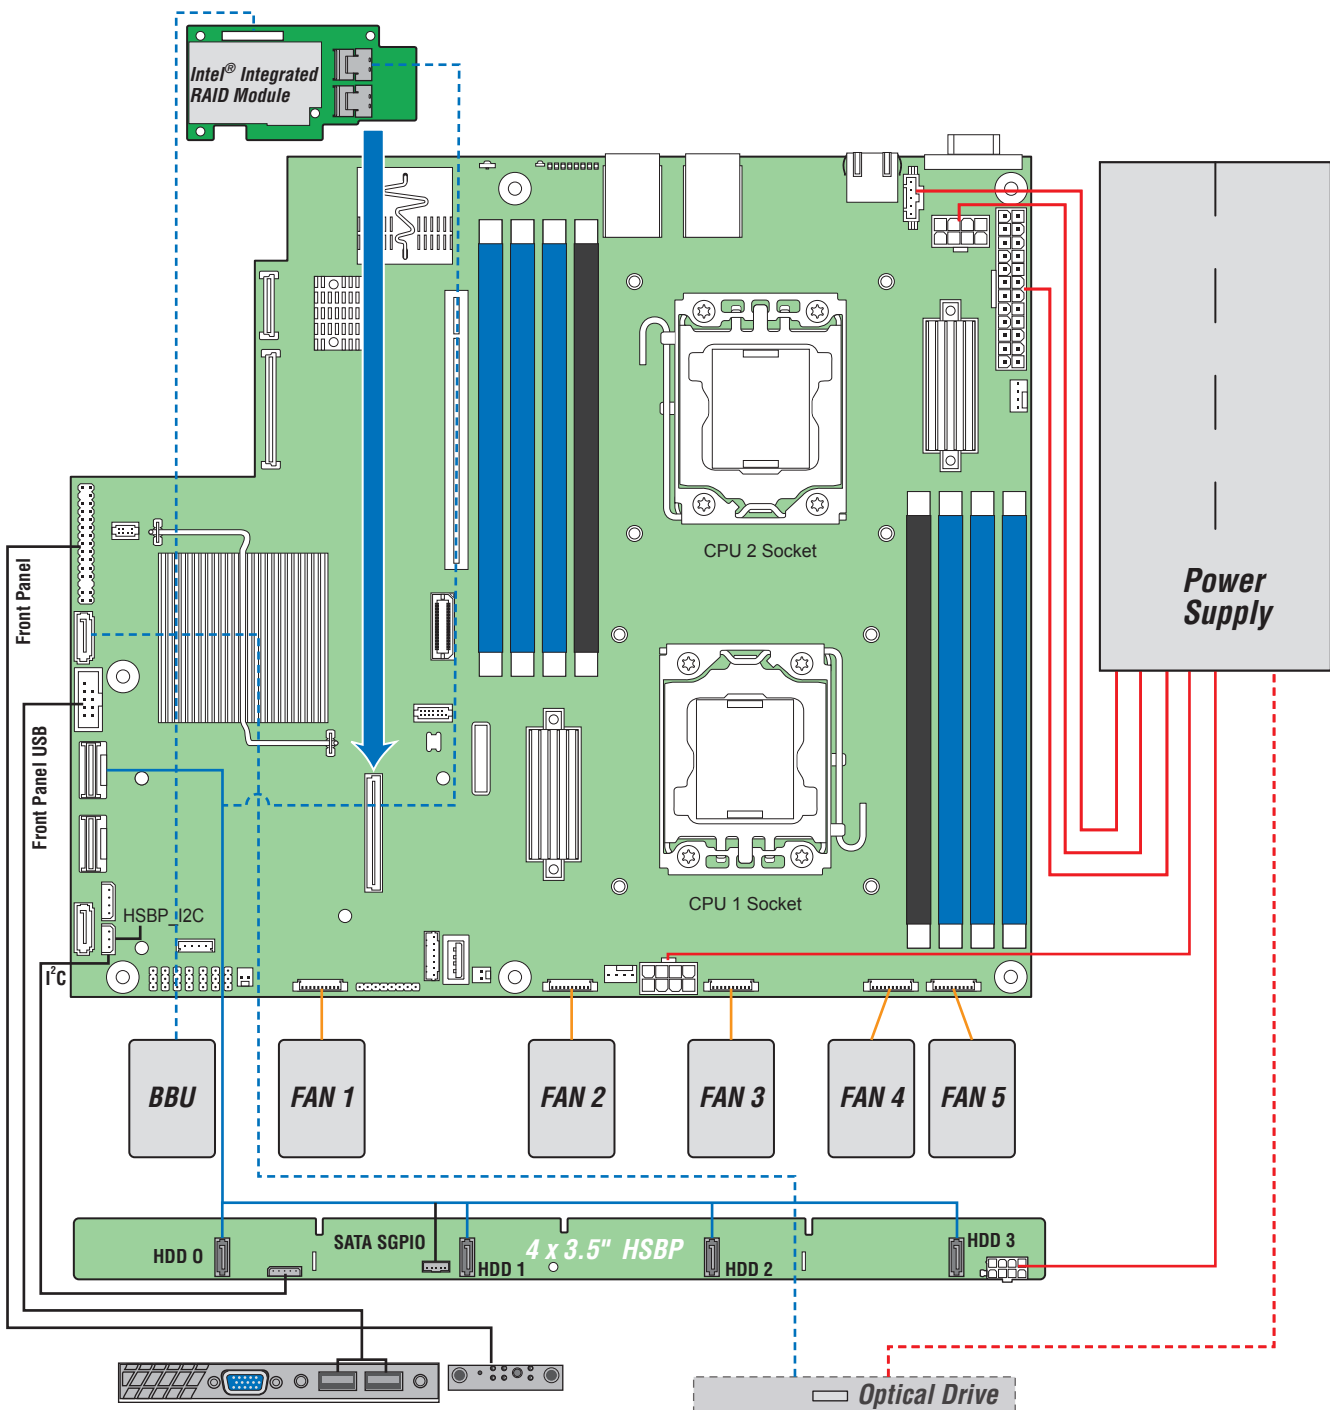 Intel® Integrated
RAID Module
CPU 2 Socket
Power
Supply
Front Panel
Front Panel USB
CPU 1 Socket
HSBP_I2C
I²C
BBU
FAN 1
FAN 2
FAN 3
FAN 4
FAN 5
HDD 0
SATA SGPIO
HDD 1
4 x 3.5" HSBP
HDD 2
HDD 3
Optical Drive